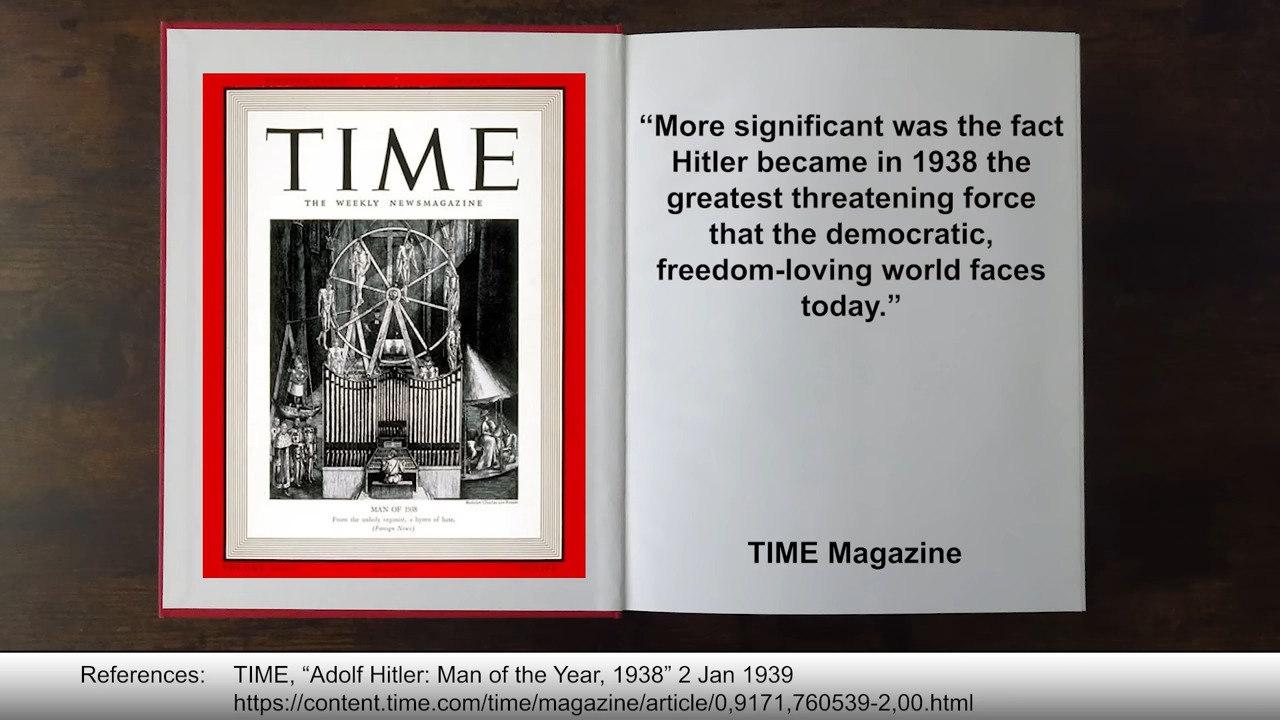 TIME
THE WEEKLY NEWSMAGAZINE
MAN OF 1938
From the unholy organist, a hymn of hate.
(Foreign News)
“More significant was the fact
Hitler became in 1938 the
greatest threatening force
that the democratic,
freedom-loving world faces
today.”
TIME Magazine
References: TIME, “Adolf Hitler: Man of the Year, 1938” 2 Jan 1939
https://content.time.com/time/magazine/article/0,9171,760539-2,00.html